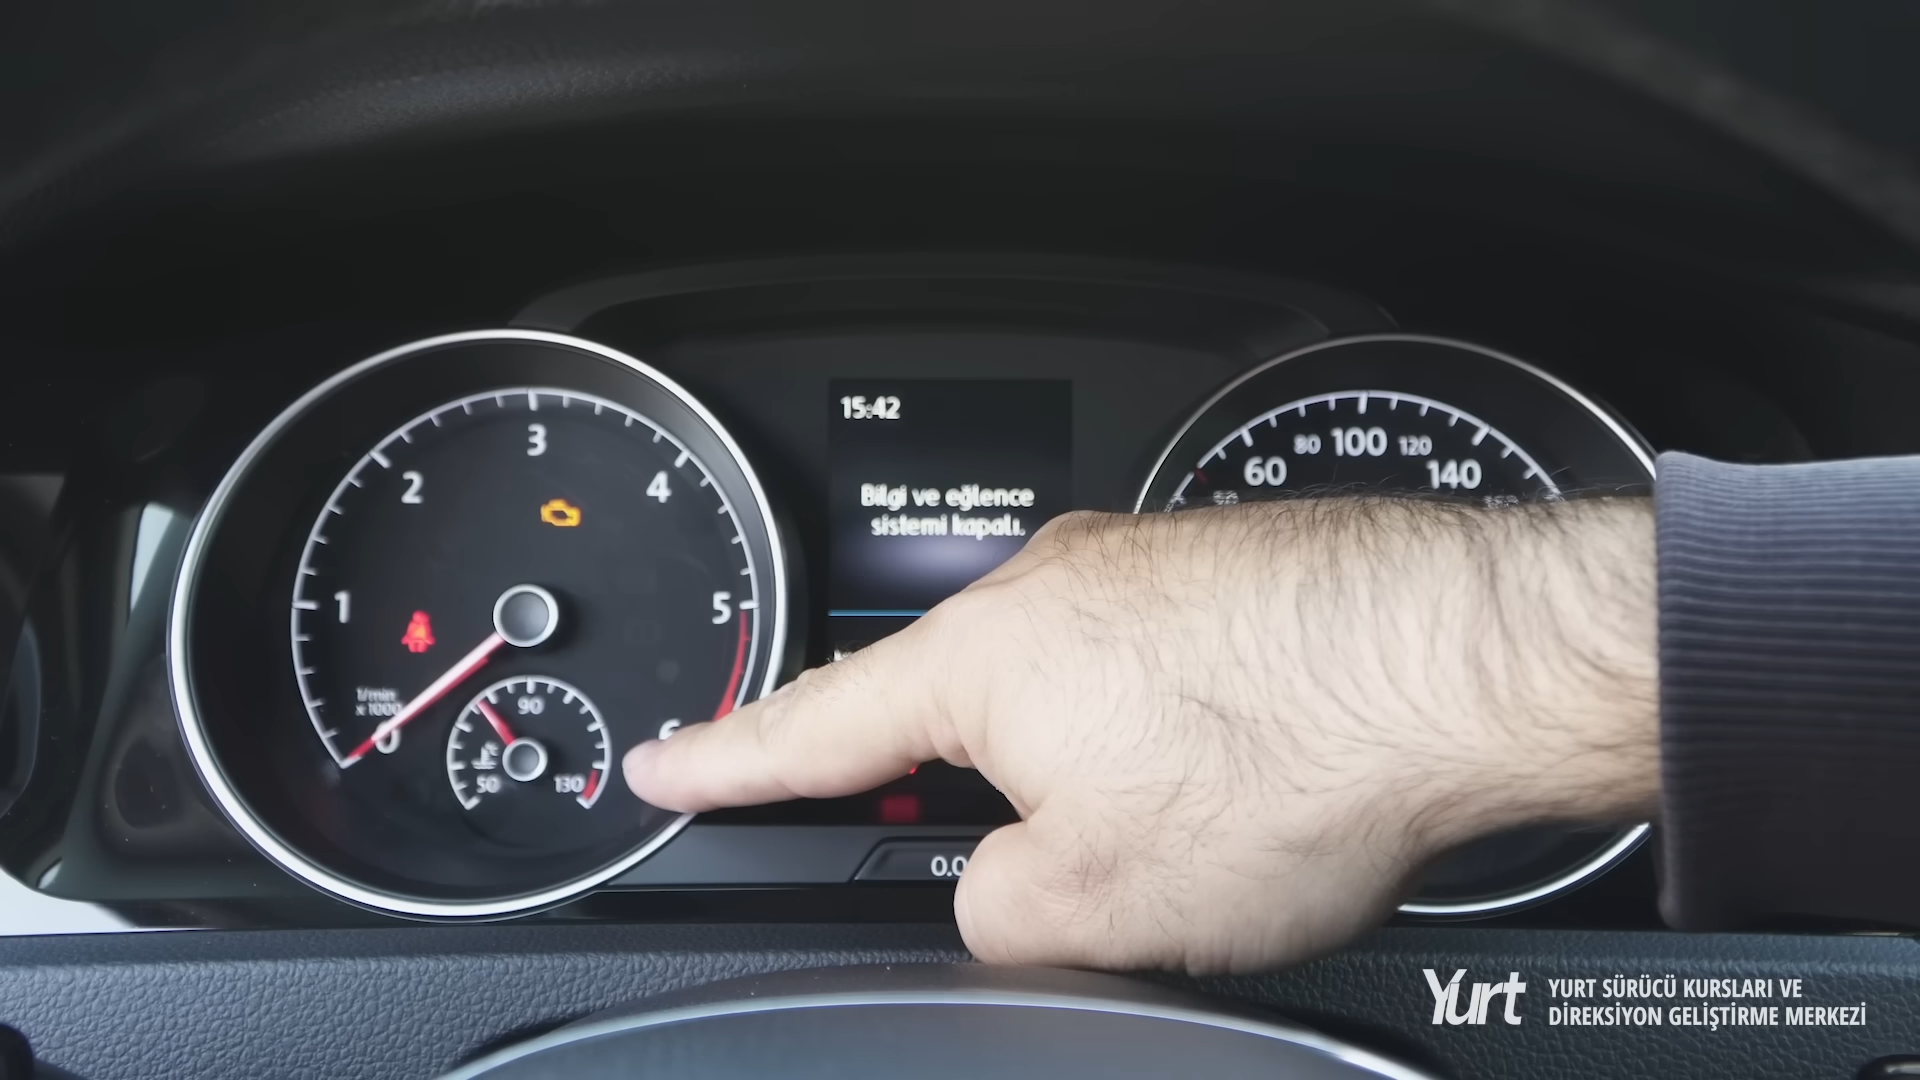 15:42
Bilgi ve eğlence
sistemi kapalı.
1
2
3
4
5
6
0
1/min
x1000
50
90
130
60
80
100
120
140
0.0
Yurt
YURT SÜRÜCÜ KURSLARI VE
DİREKSİYON GELİŞTİRME MERKEZİ